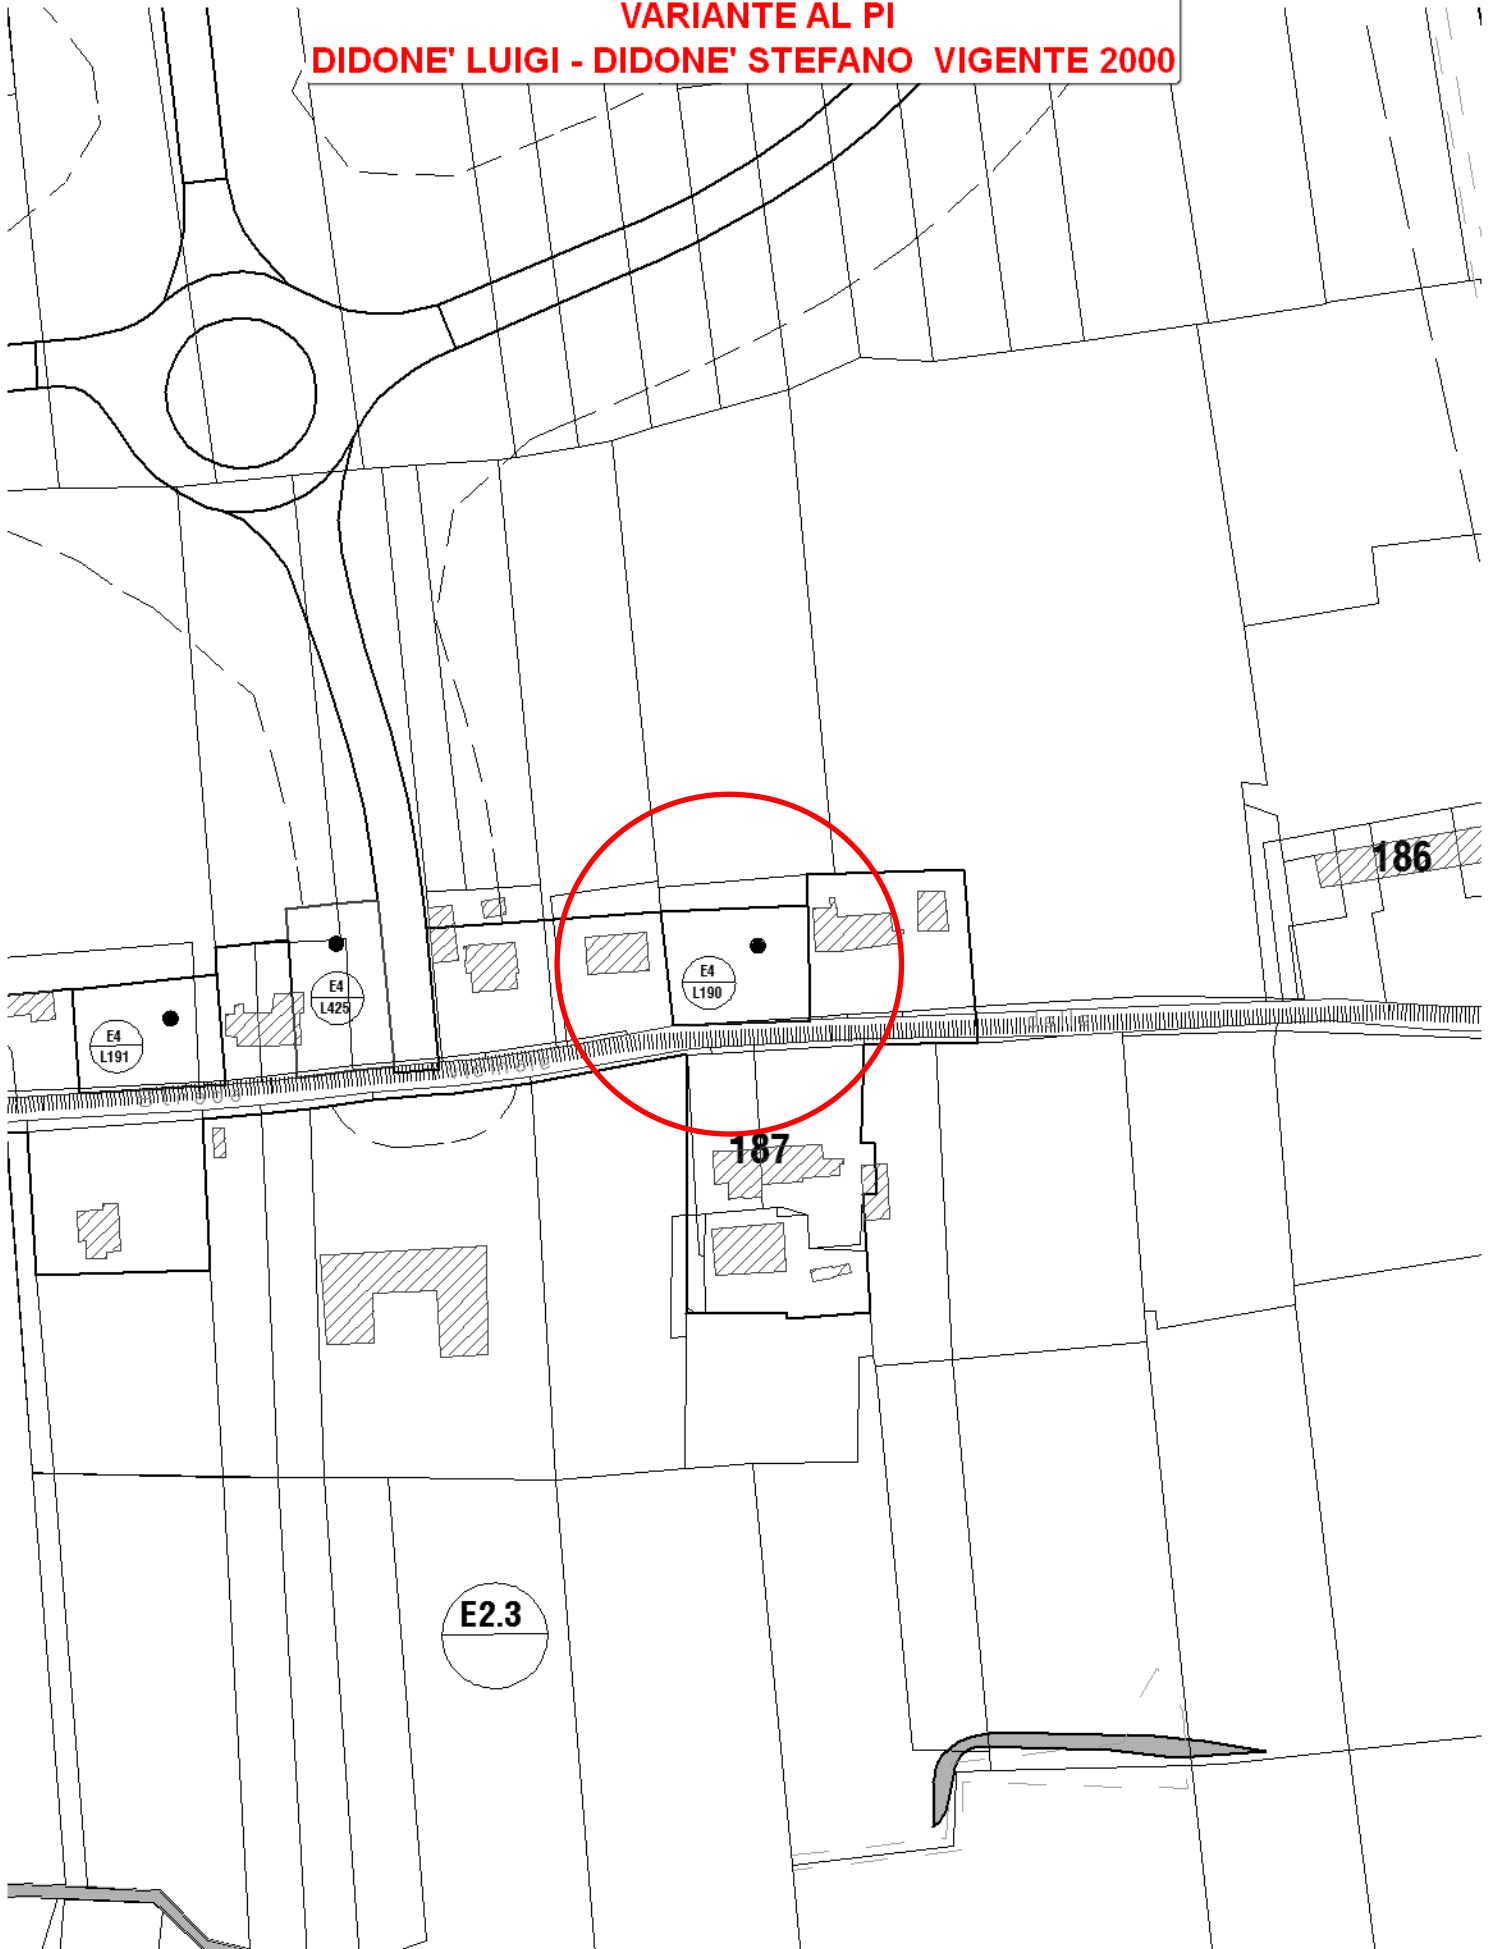 VARIANTE AL PI
DIDONE' LUIGI - DIDONE' STEFANO VIGENTE 2000
186
E4
L190
E4
L425
E4
L191
187
E2.3